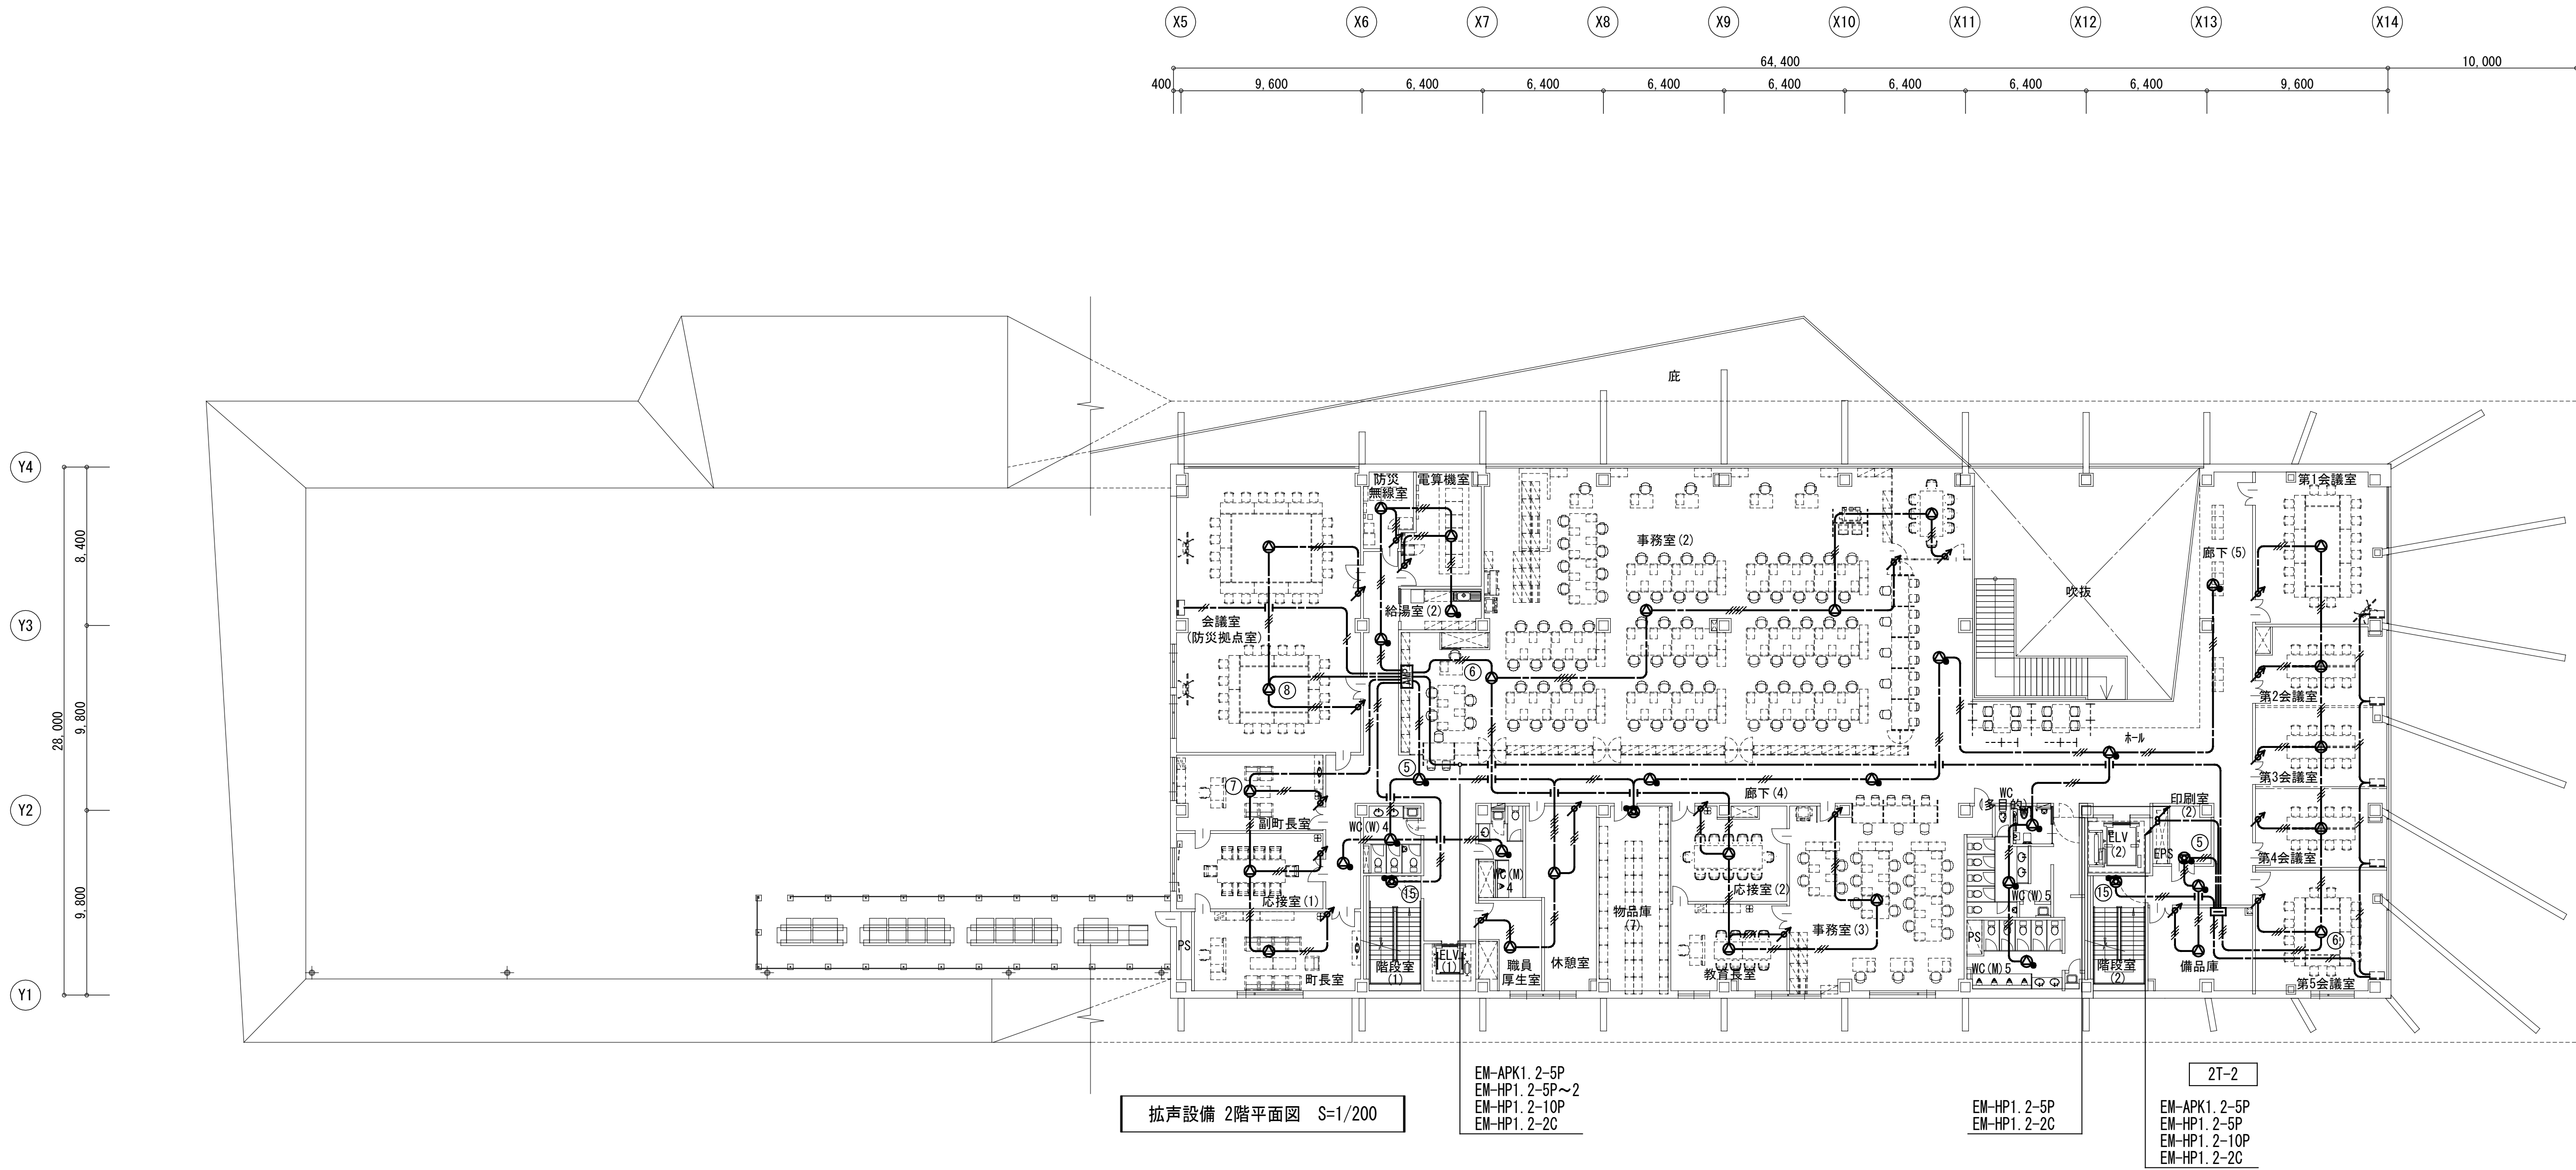 X5 X6 X7 X8 X9 X10 X11 X12 X13 X14
64,400 10,000
400 9,600 6,400 6,400 6,400 6,400 6,400 6,400 6,400 9,600
庇
Y4
Y3
Y2
Y1
28,000
8,400
9,800
9,800
防災
無線室
電算機室
第1会議室
事務室(2)
廊下(5)
吹抜
給湯室(2)
会議室
(防災拠点室)
AMP
⑥
⑧
第2会議室
ホール
⑤
⑦
第3会議室
廊下(4)
WC
(多目的)
印刷室
(2)
副町長室
WC(W)4
ELV
(2)
EPS
⑤
第4会議室
WC(M)
4
応接室(2)
⑮
WC(W)5
⑮
応接室(1)
物品庫
(7)
事務室(3)
PS
PS
⑥
ELV
(1)
階段室
(1)
職員
厚生室
休憩室
教育長室
WC(M)5
階段室
(2)
備品庫
町長室
第5会議室
EM-APK1.2-5P
EM-HP1.2-5P～2
EM-HP1.2-10P
EM-HP1.2-2C
2T-2
EM-HP1.2-5P
EM-HP1.2-2C
EM-APK1.2-5P
EM-HP1.2-5P
EM-HP1.2-10P
EM-HP1.2-2C
拡声設備 2階平面図 S=1/200